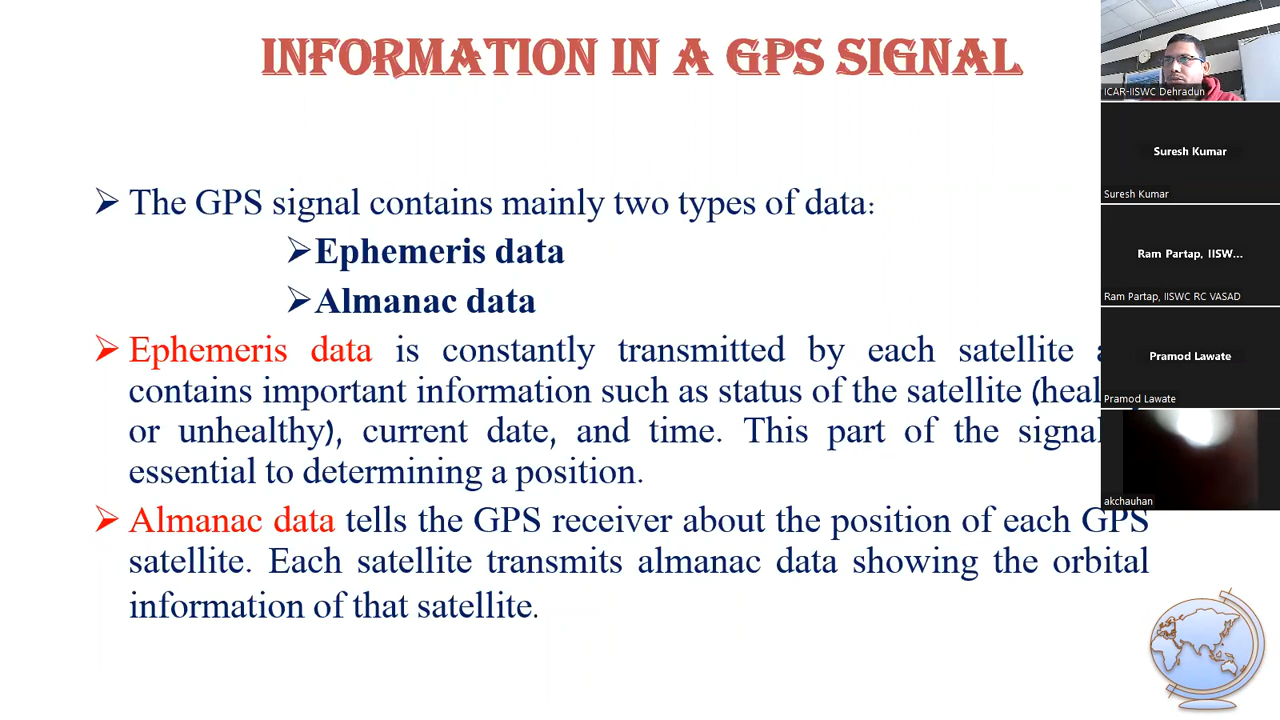 INFORMATION IN A GPS SIGNAL
The GPS signal contains mainly two types of data:
Ephemeris data
Almanac data
Ephemeris data is constantly transmitted by each satellite
contains important information such as status of the satellite
or unhealthy), current date, and time. This part of the signal
essential to determining a position.
Almanac data tells the GPS receiver about the position of each GPS
satellite. Each satellite transmits almanac data showing the orbital
information of that satellite.
ICAR-IISWC Dehradun
Suresh Kumar
Suresh Kumar
Ram Partap, IISW...
Ram Partap, IISWC RC VASAD
Pramod Lawate
Pramod Lawate
akchauhan